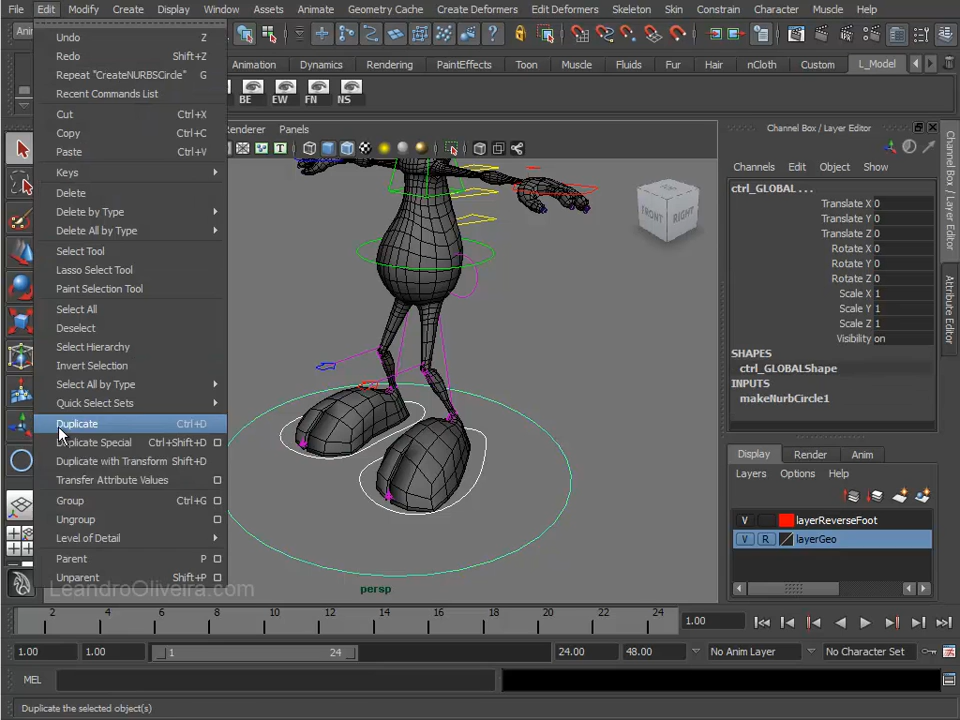 File Edit Modify Create Display Window Assets Animate Geometry Cache Create Deformers Edit Deformers Skeleton Skin Constrain Character Muscle Help
Ani
Animation Dynamics Rendering PaintEffects Toon Muscle Fluids Fur Hair nCloth Custom L_Model
BE EW FN NS
enderer Panels
Undo Z
Redo Shift+Z
Repeat "CreateNURBSCircle" G
Recent Commands List
Cut Ctrl+X
Copy Ctrl+C
Paste Ctrl+V
Keys
Delete
Delete by Type
Delete All by Type
Select Tool
Lasso Select Tool
Paint Selection Tool
Select All
Deselect
Select Hierarchy
Invert Selection
Select All by Type
Quick Select Sets
Duplicate Ctrl+D
uplicate Special Ctrl+Shift+D
Duplicate with Transform Shift+D
Transfer Attribute Values
Group Ctrl+G
Ungroup
Level of Detail
Parent P
Unparent Shift+P
LeandroOliveira.com
FRONT RIGHT
persp
Channel Box / Layer Editor
Channels Edit Object Show
ctrl_GLOBAL...
Translate X 0
Translate Y 0
Translate Z 0
Rotate X 0
Rotate Y 0
Rotate Z 0
Scale X 1
Scale Y 1
Scale Z 1
Visibility on
SHAPES
ctrl_GLOBALShape
INPUTS
makeNurbCircle1
Display Render Anim
Layers Options Help
V layerReverseFoot
V R layerGeo
Channel Box / Layer Editor
Attribute Editor
2 4 6 8 10 12 14 16 18 20 22 24
1.00
1.00 1.00 1 24 24.00 48.00 No Anim Layer No Character Set
MEL
Duplicate the selected object(s)